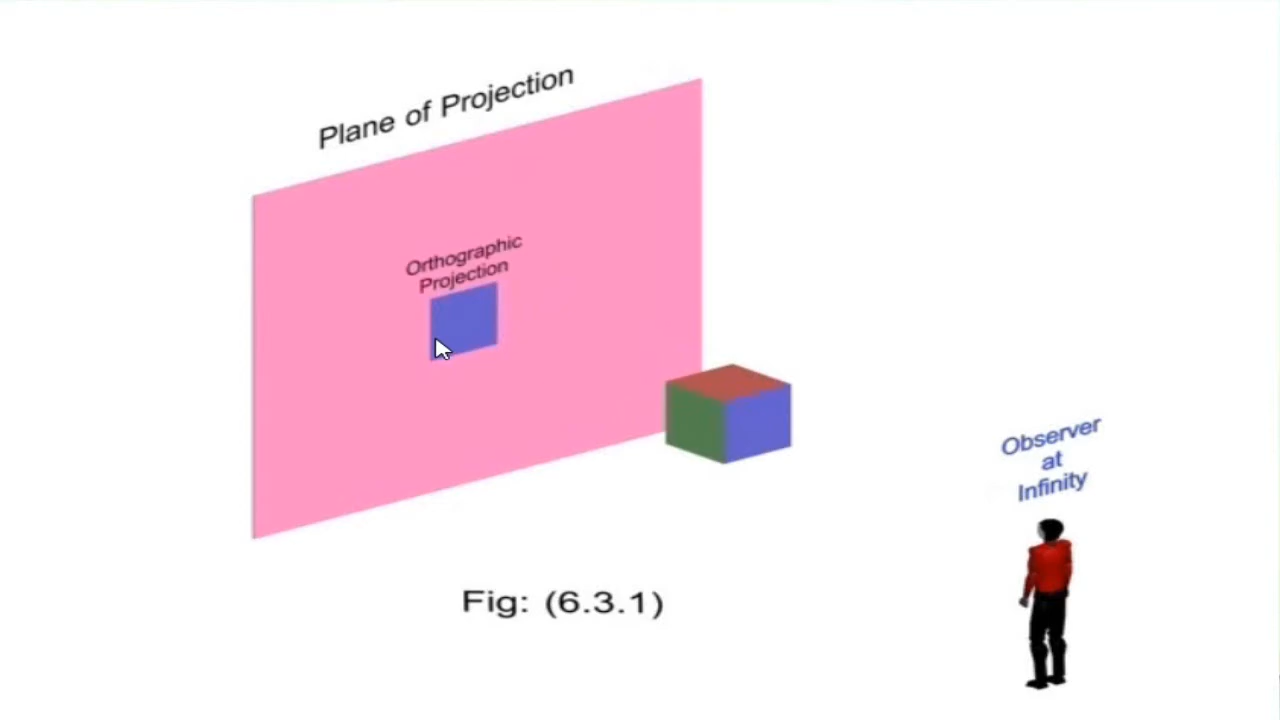 Plane of Projection
Orthographic
Projection
Observer
at
Infinity
Fig: (6.3.1)